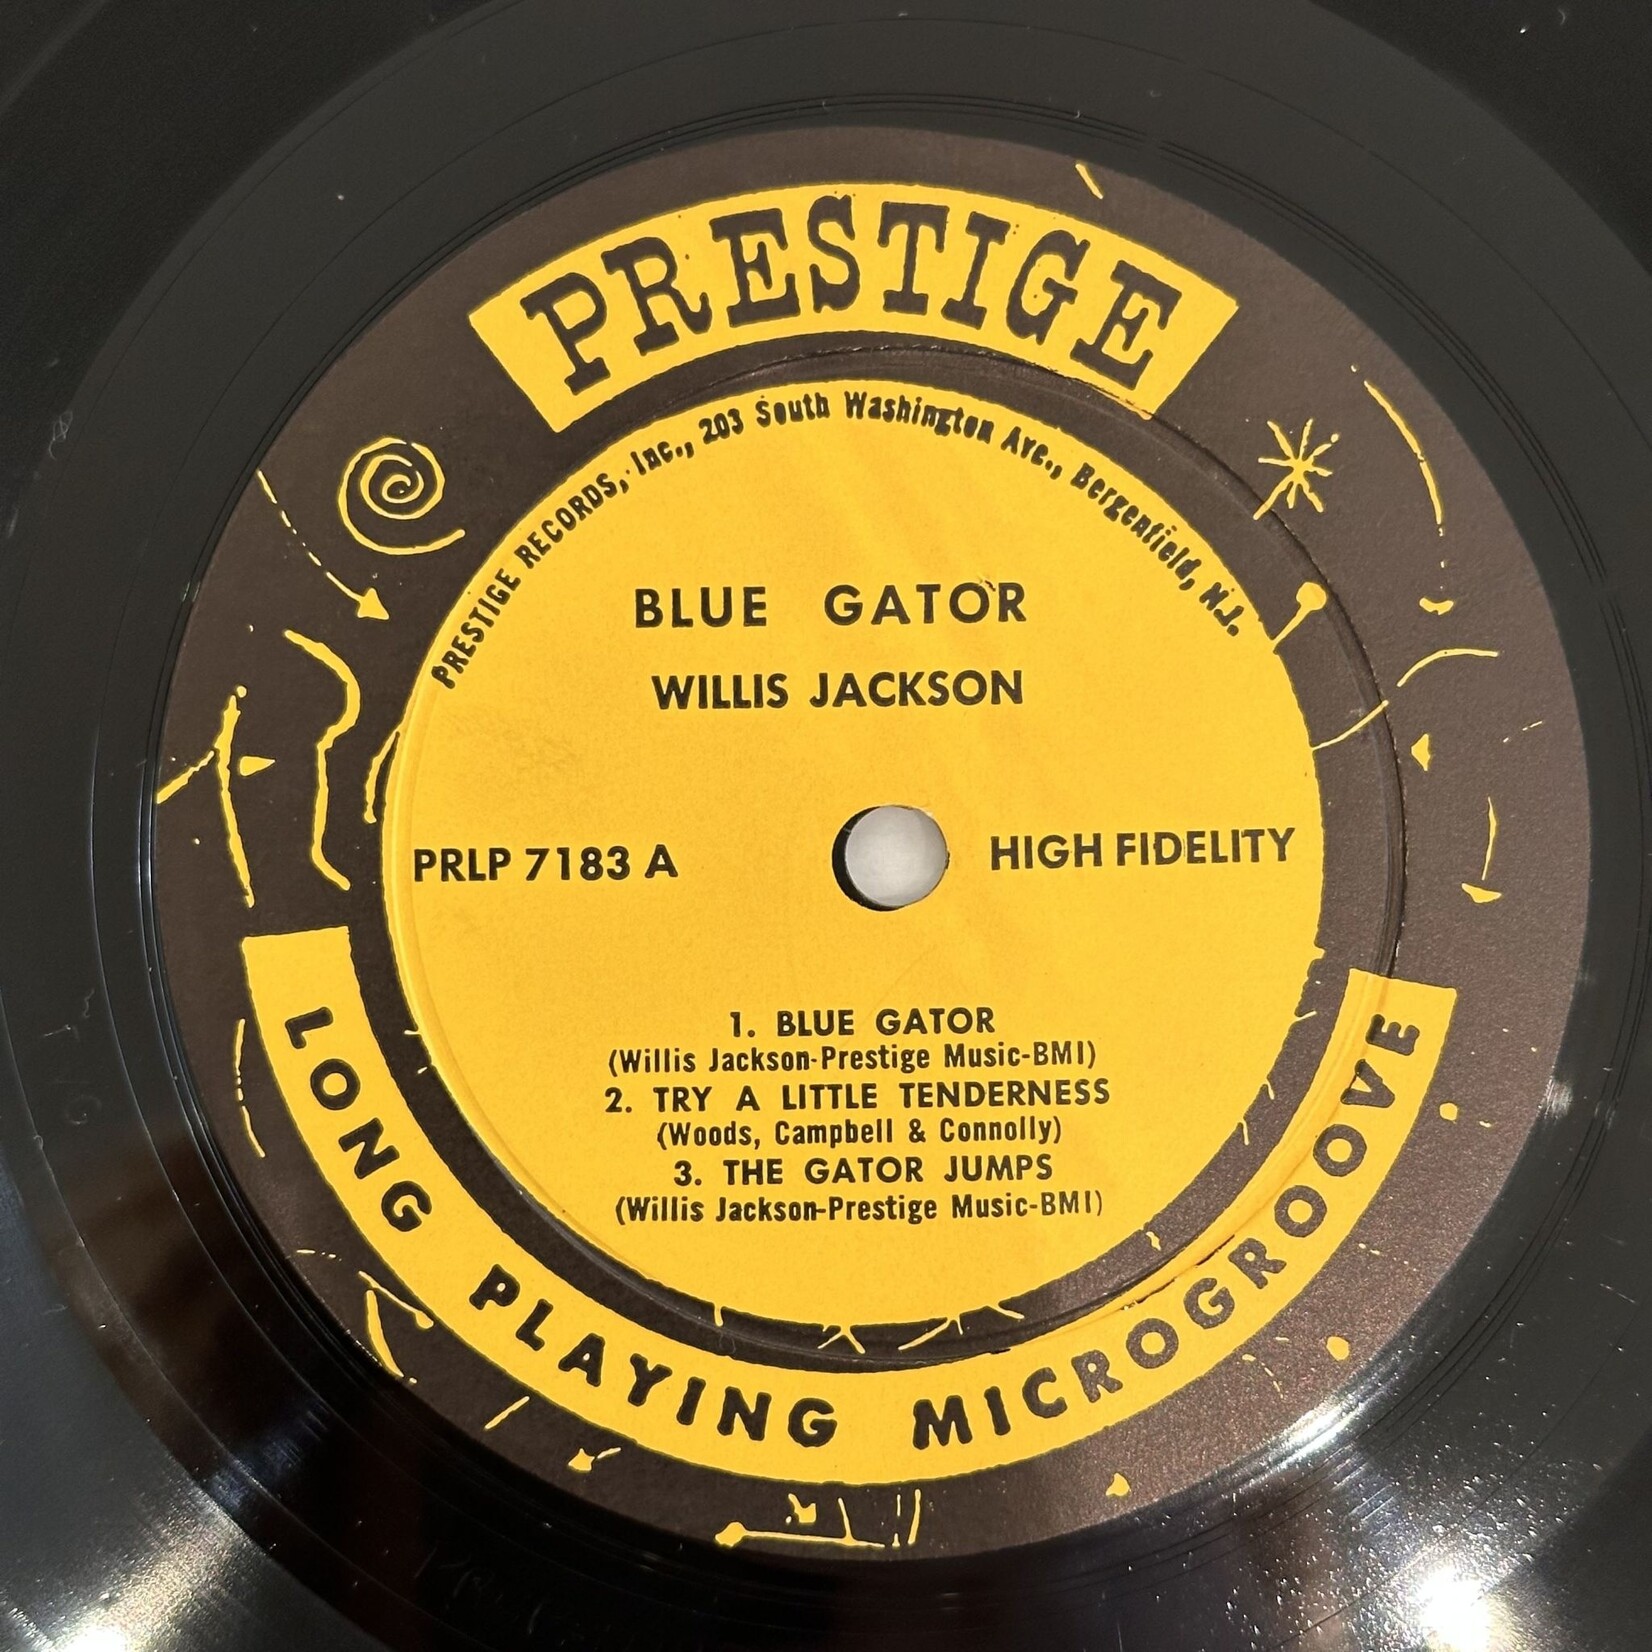 PRESTIGE
PRESTIGE RECORDS, Inc., 203 South Washington Ave., Bergenfield, N.J.
BLUE GATOR
WILLIS JACKSON
PRLP 7183 A
HIGH FIDELITY
1. BLUE GATOR
(Willis Jackson-Prestige Music-BMI)
2. TRY A LITTLE TENDERNESS
(Woods, Campbell & Connolly)
3. THE GATOR JUMPS
(Willis Jackson-Prestige Music-BMI)
LONG PLAYING MICROGROOVE